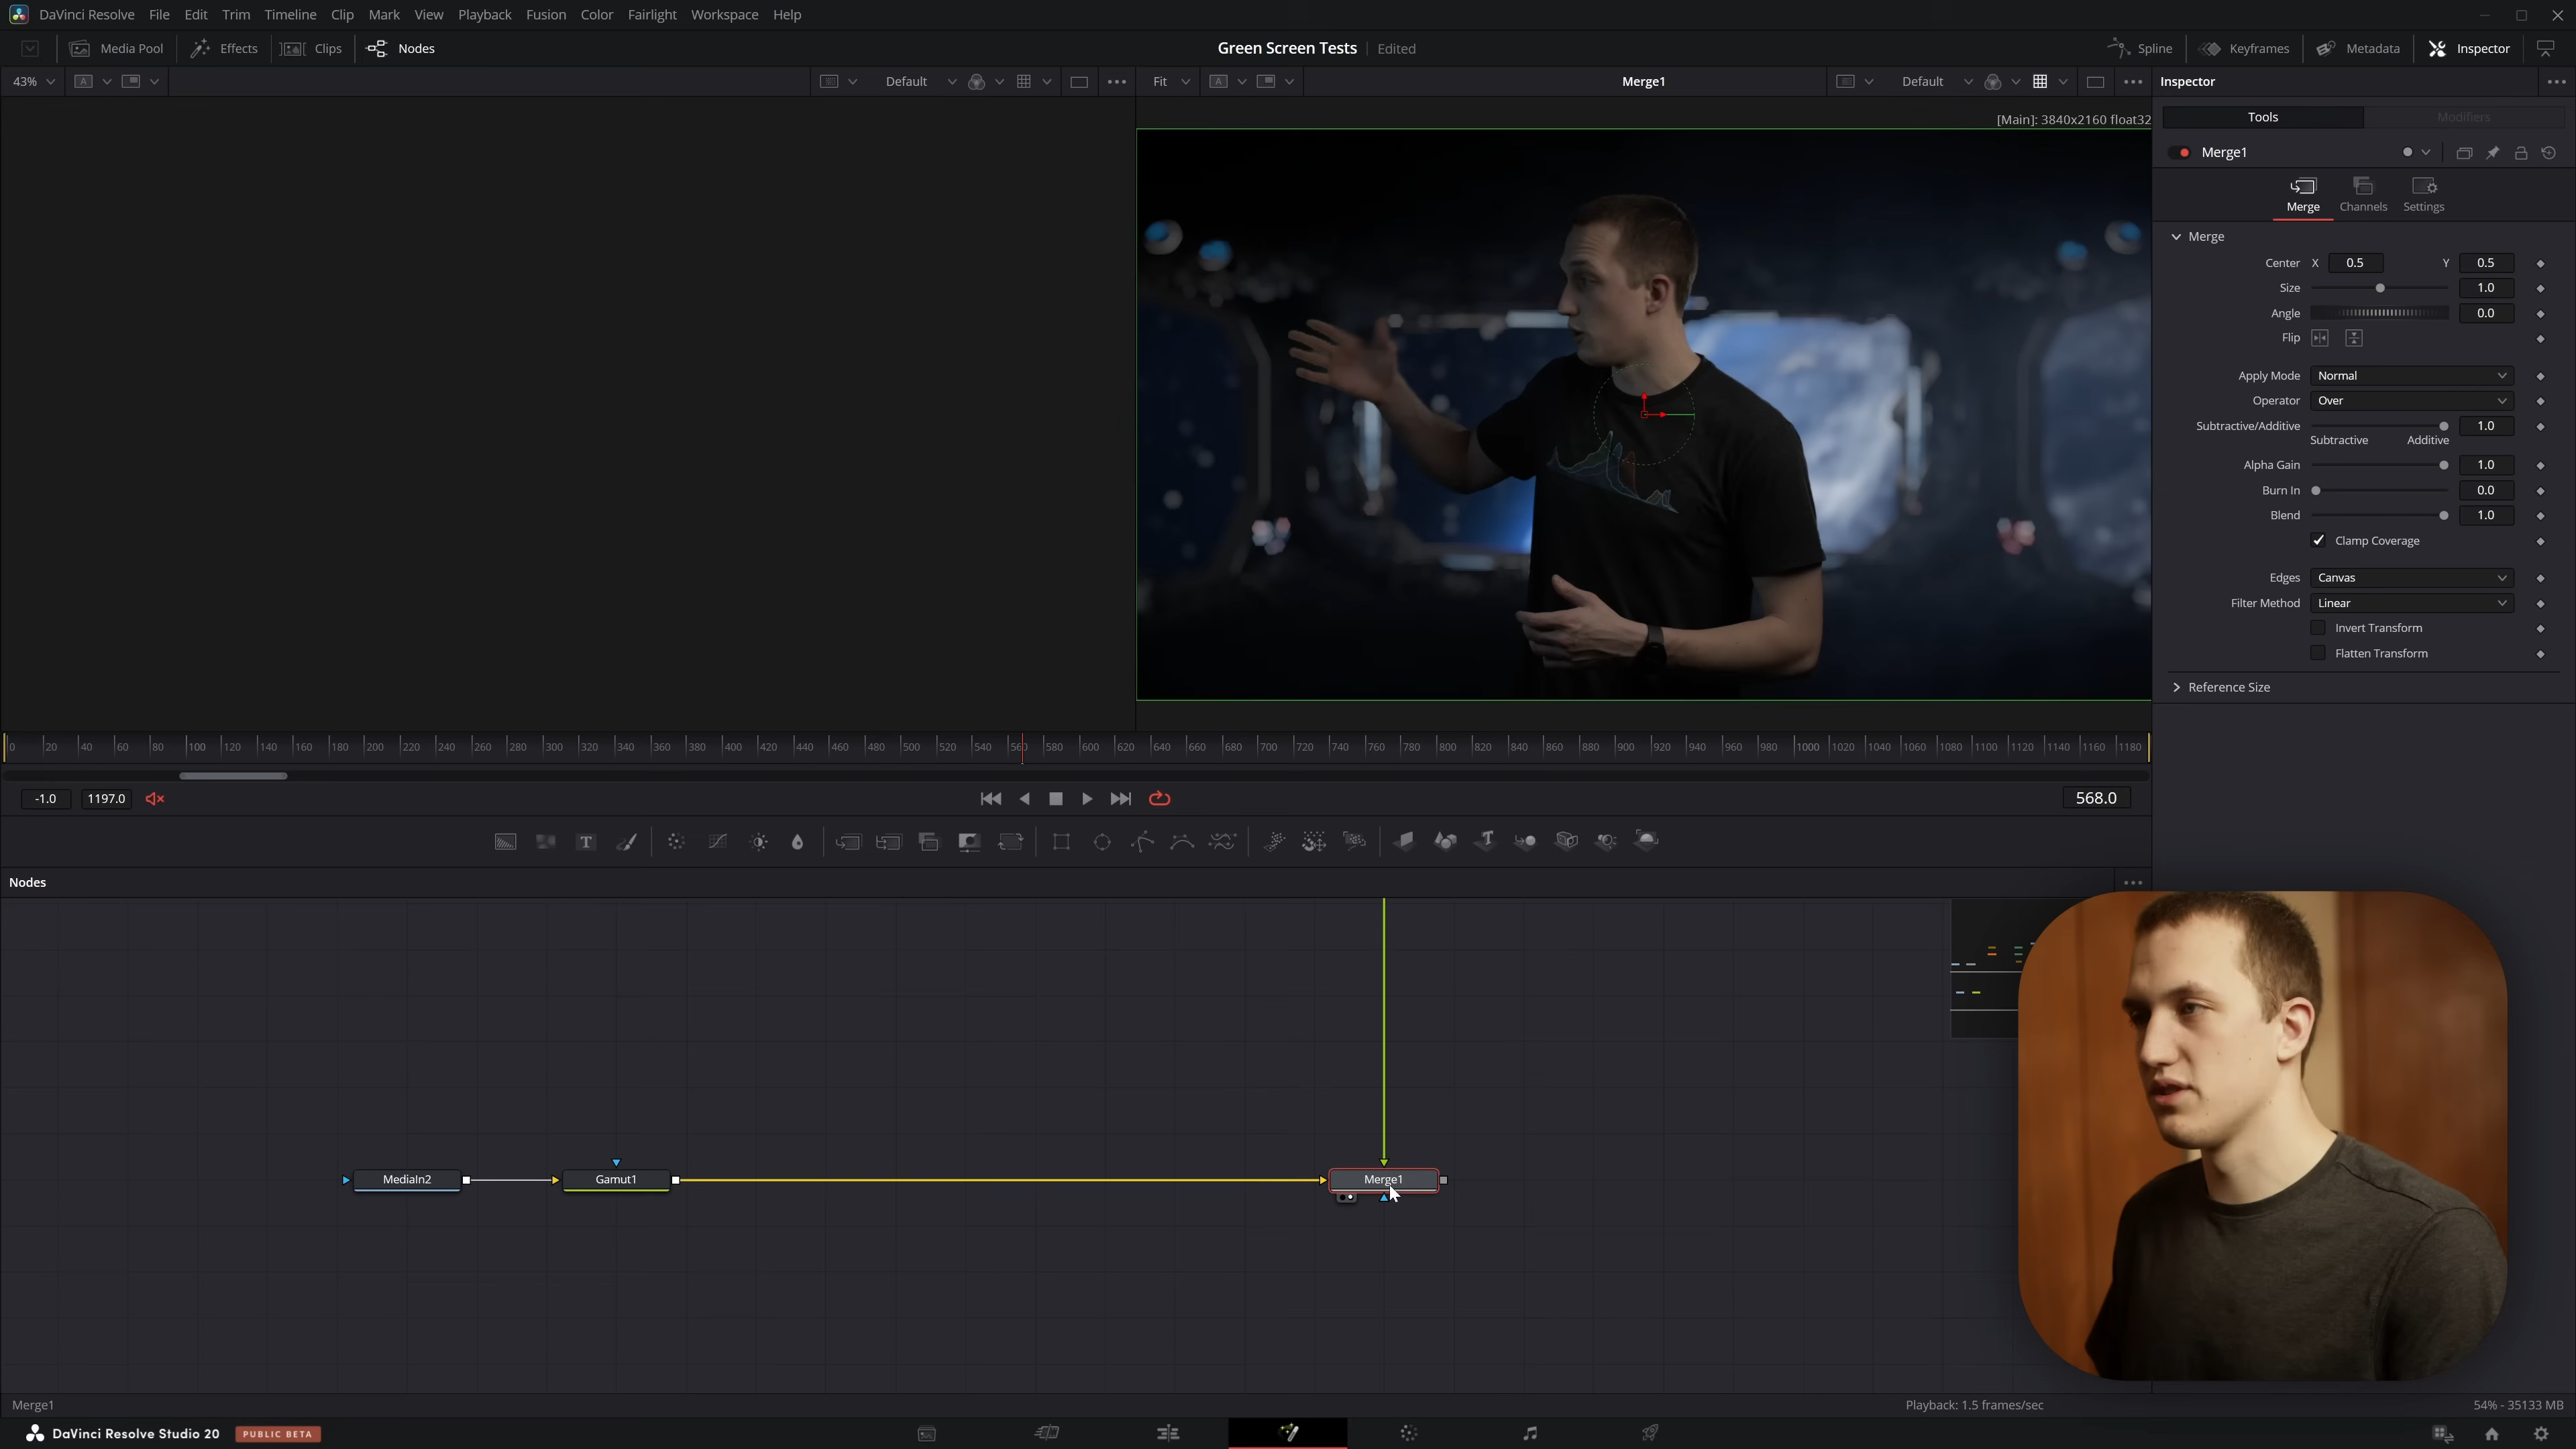 DaVinci Resolve File Edit Trim Timeline Clip Mark View Playback Fusion Color Fairlight Workspace Help
Media Pool Effects Clips Nodes Green Screen Tests Edited Spline Keyframes Metadata Inspector
43% A Default Fit A Merge1 Default Inspector
[Main]: 3840x2160 float32
Tools Modifiers
Merge1
Merge Channels Settings
Merge
Center X 0.5 Y 0.5
Size 1.0
Angle 0.0
Flip
Apply Mode Normal
Operator Over
Subtractive/Additive 1.0
Subtractive Additive
Alpha Gain 1.0
Burn In 0.0
Blend 1.0
Clamp Coverage
Edges Canvas
Filter Method Linear
Invert Transform
Flatten Transform
Reference Size
0 20 40 60 80 100 120 140 160 180 200 220 240 260 280 300 320 340 360 380 400 420 440 460 480 500 520 540 560 580 600 620 640 660 680 700 720 740 760 780 800 820 840 860 880 900 920 940 960 980 1000 1020 1040 1060 1080 1100 1120 1140 1160 1180
-1.0 1197.0 568.0
T T
Nodes
MediaIn2 Gamut1 Merge1
Merge1 Playback: 1.5 frames/sec 54% - 35133 MB
DaVinci Resolve Studio 20 PUBLIC BETA